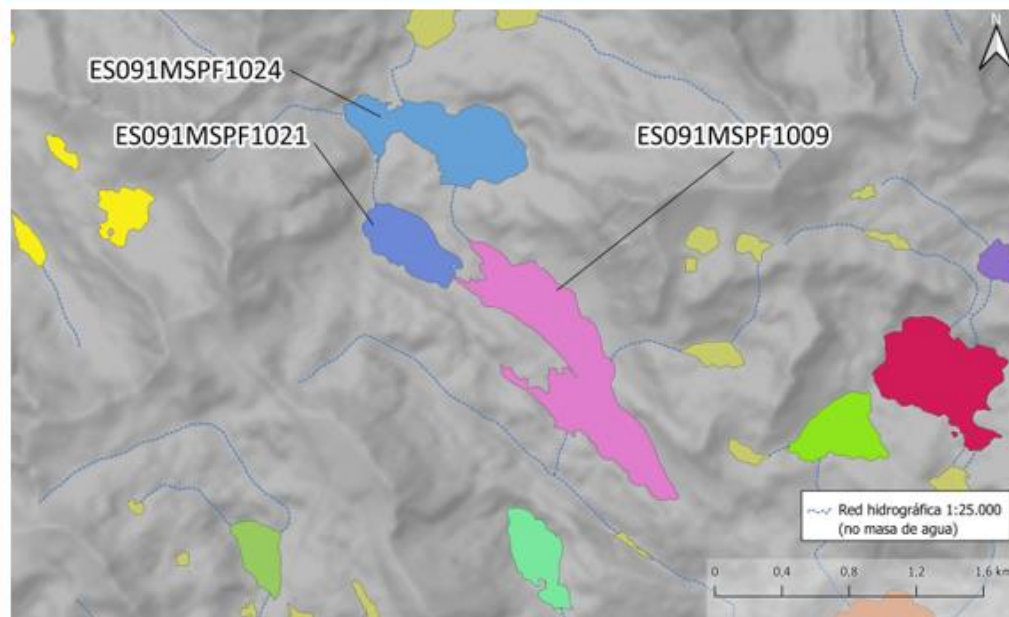 N
ES091MSPF1024
ES091MSPF1021
ES091MSPF1009
Red hidrográfica 1:25.000
(no masa de agua)
0 0,4 0,8 1,2 1,6 km